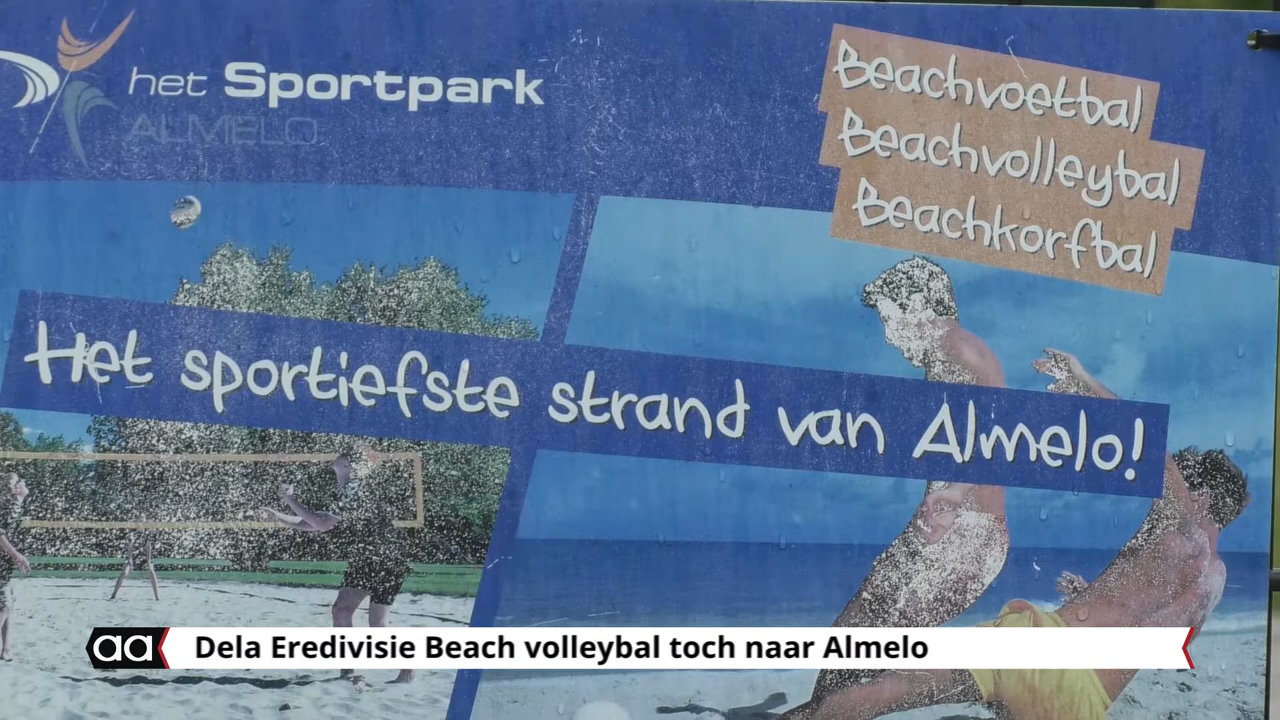 het Sportpark
ALMELO
Beachvoetbal
Beachvolleybal
Beachkorfbal
Het sportiefste strand van Almelo!
aa
Dela Eredivisie Beach volleybal toch naar Almelo